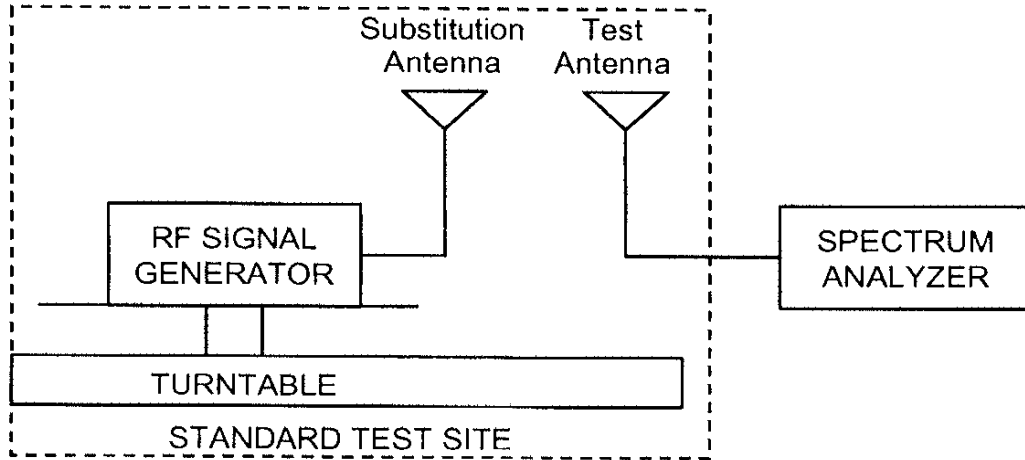 Substitution
Antenna
Test
Antenna
RF SIGNAL
GENERATOR
SPECTRUM
ANALYZER
TURNTABLE
STANDARD TEST SITE